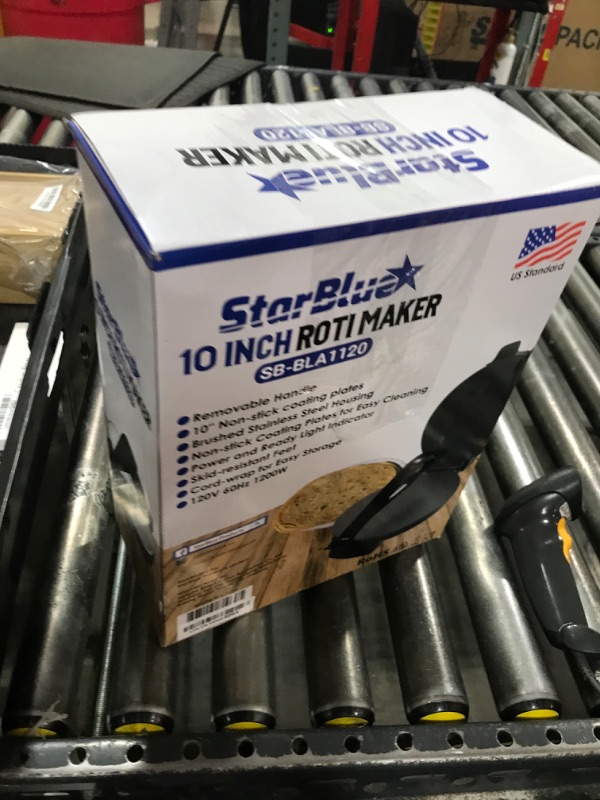 StarBlue
10 INCH ROTI MAKER
SB-BLA1120
StarBlue
10 INCH ROTI MAKER
SB-BLA1120
US Standard
Removable Handle
10" Non-stick coating plates
Brushed Stainless Steel Housing
Non-stick Coating Plates for Easy Cleaning
Power and Ready Light Indicator
Skid-resistant Feet
Cord-wrap for Easy Storage
120V 60Hz 1200W
RoHS